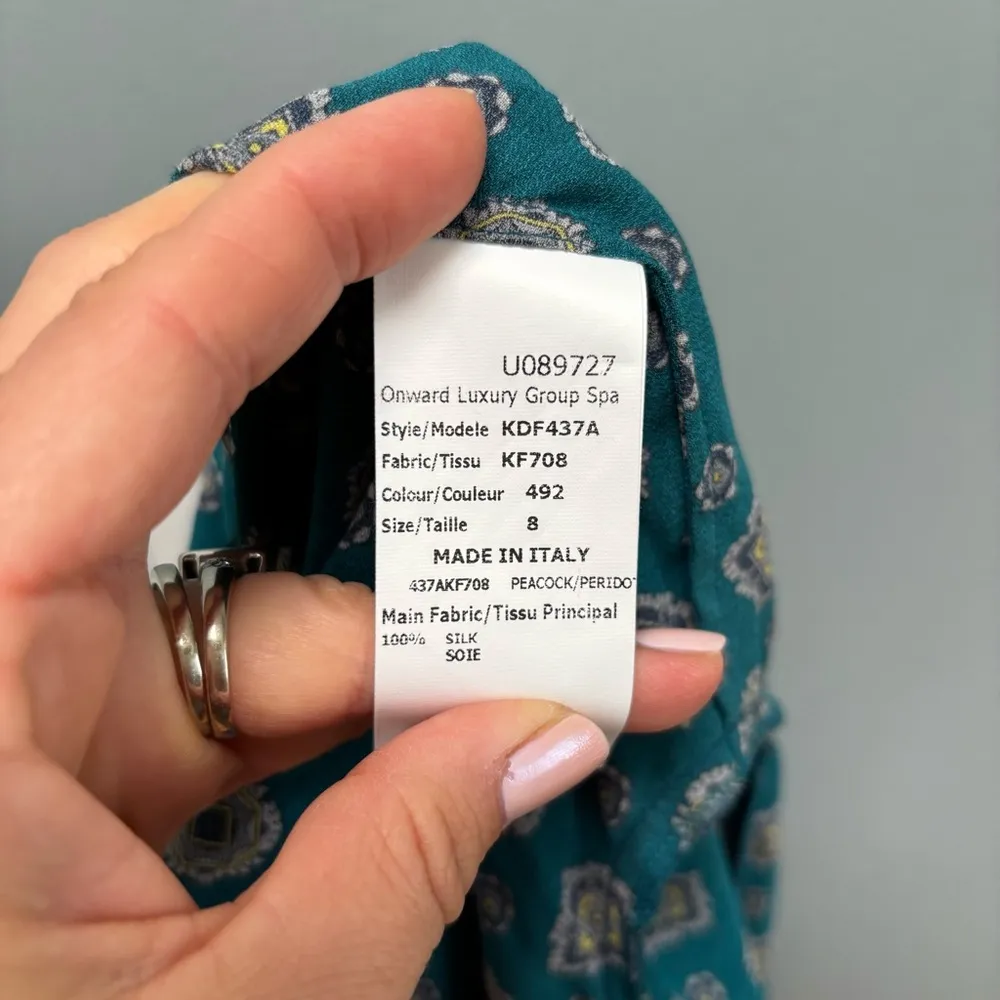 U089727
Onward Luxury Group Spa
Style/Modele KDF437A
Fabric/Tissu KF708
Colour/Couleur 492
Size/Taille 8
MADE IN ITALY
437AKF708 PEACOCK/PERIDOT
Main Fabric/Tissu Principal
100% SILK
SOIE